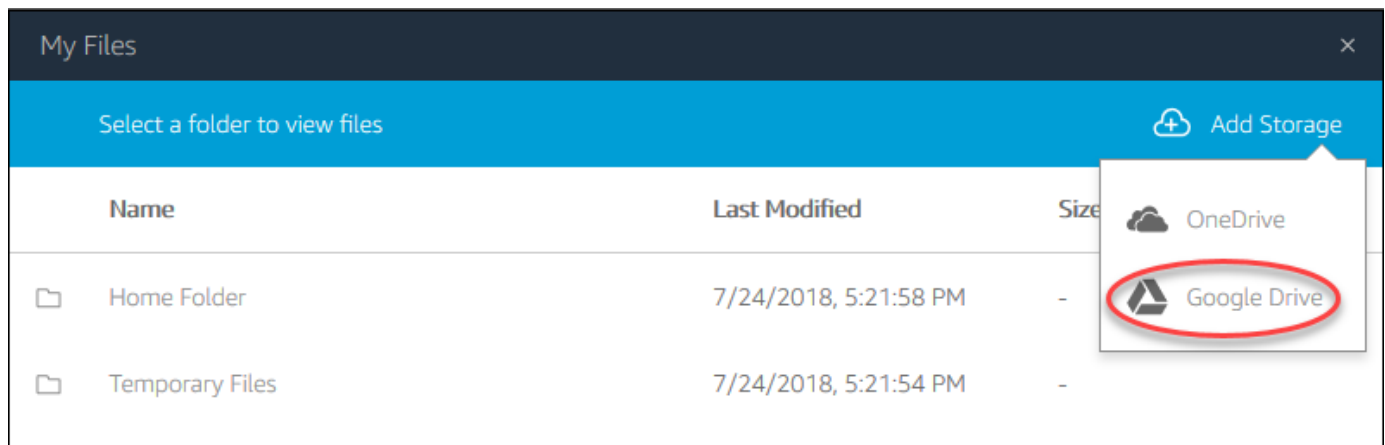 My Files ×
Select a folder to view files Add Storage
Name Last Modified Size
OneDrive
Home Folder 7/24/2018, 5:21:58 PM - Google Drive
Temporary Files 7/24/2018, 5:21:54 PM -